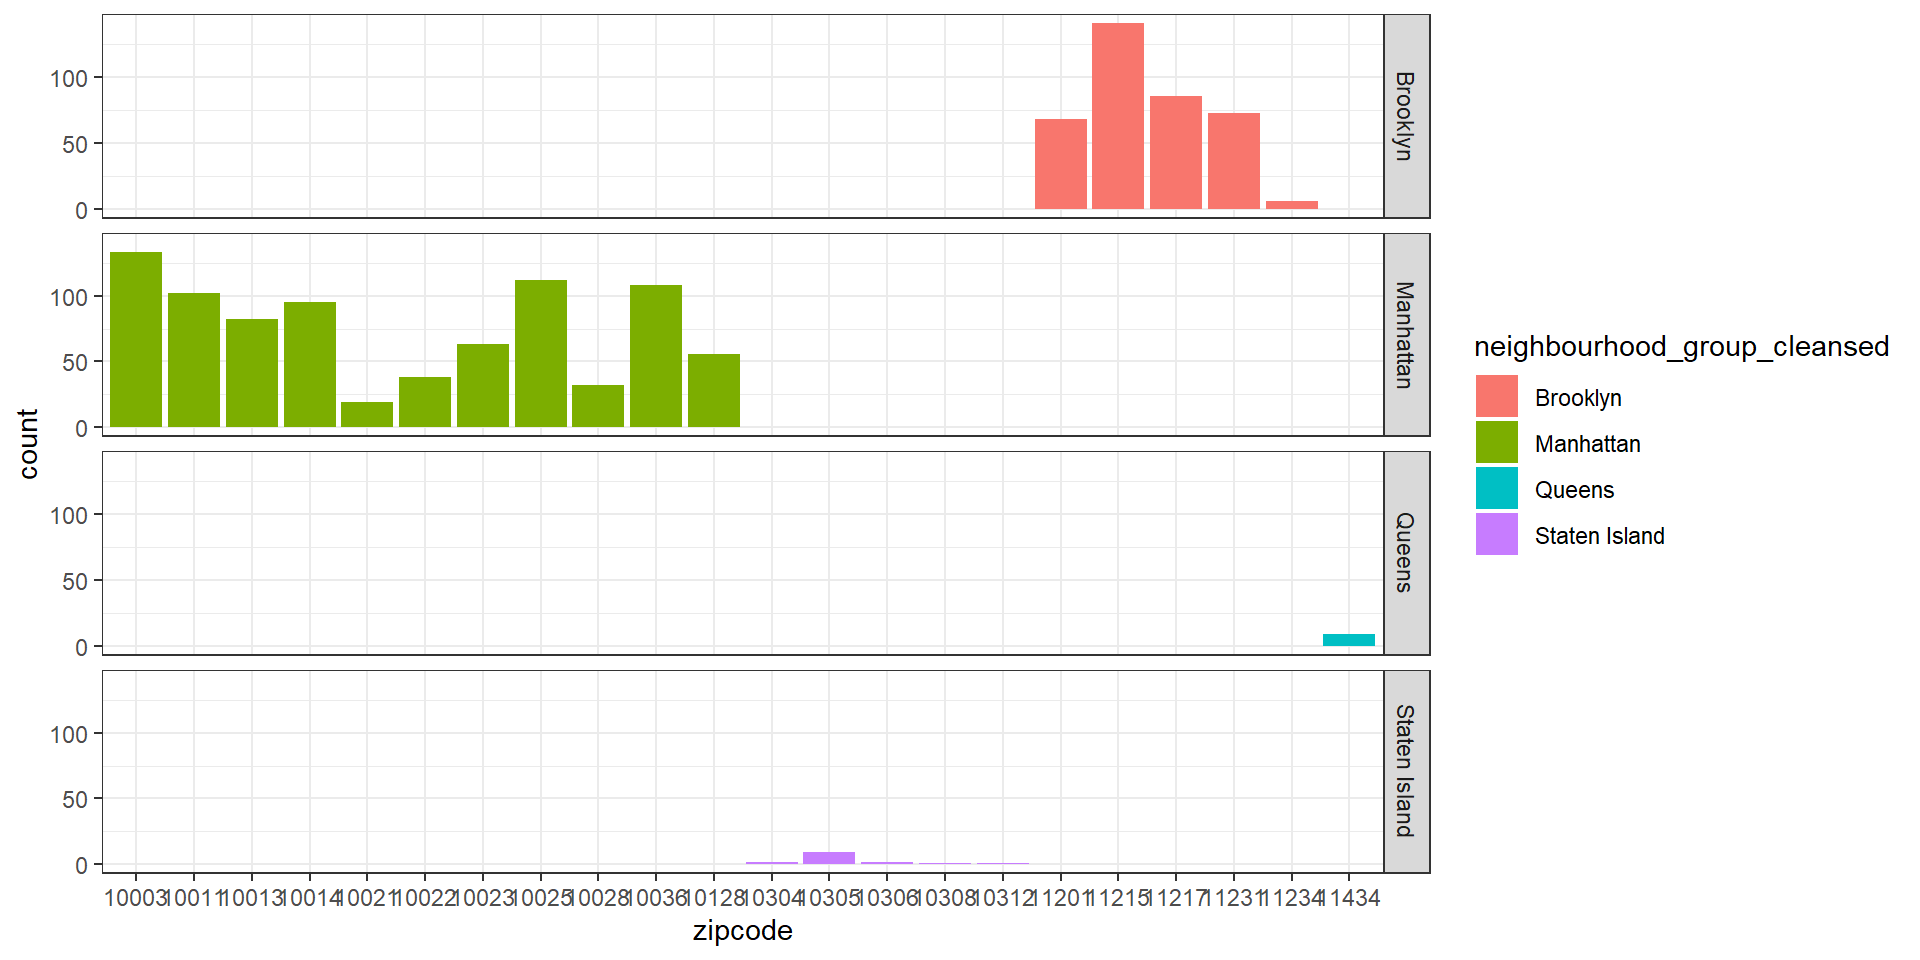 100
50
0
Brooklyn
100
50
0
Manhattan
100
50
0
Queens
100
50
0
Staten Island
count
10003 10011 10013 10014 10021 10022 10023 10025 10028 10036 10128 10304 10305 10306 10308 10312 11201 11215 11217 11231 11234 11434
zipcode
neighbourhood_group_cleansed
Brooklyn
Manhattan
Queens
Staten Island